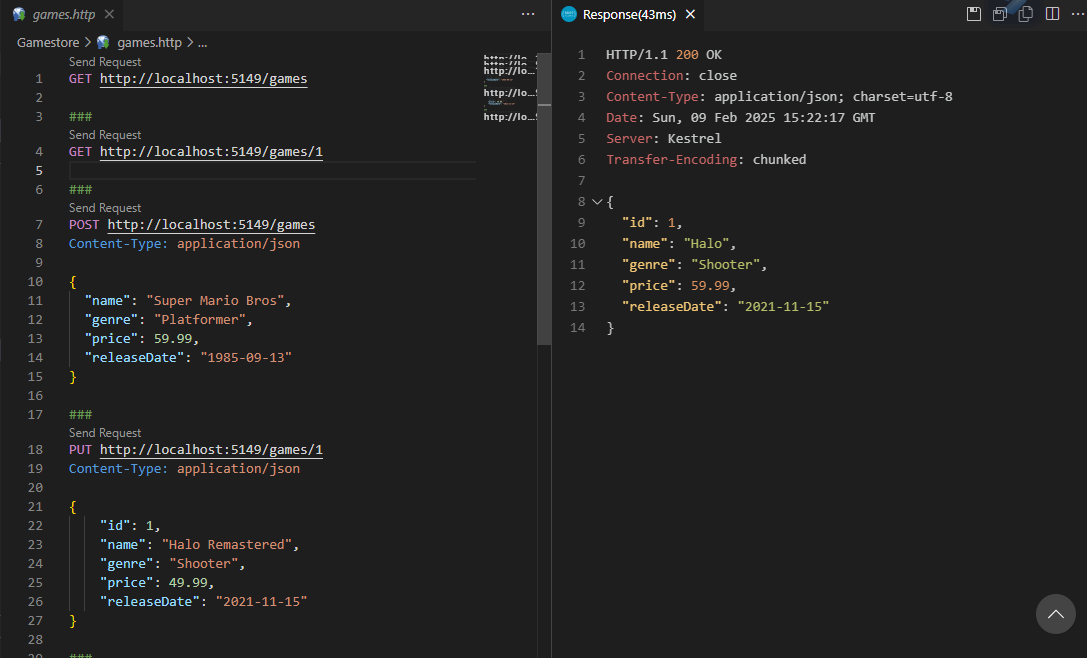 games.http
Gamestore > games.http > ...
Send Request
1 GET http://localhost:5149/games
2
3 ###
Send Request
4 GET http://localhost:5149/games/1
5
6 ###
Send Request
7 POST http://localhost:5149/games
8 Content-Type: application/json
9
10 {
11 "name": "Super Mario Bros",
12 "genre": "Platformer",
13 "price": 59.99,
14 "releaseDate": "1985-09-13"
15 }
16
17 ###
Send Request
18 PUT http://localhost:5149/games/1
19 Content-Type: application/json
20
21 {
22 "id": 1,
23 "name": "Halo Remastered",
24 "genre": "Shooter",
25 "price": 49.99,
26 "releaseDate": "2021-11-15"
27 }
28
29 ###
http://lo...
http://lo...
http://lo...
Response(43ms)
1 HTTP/1.1 200 OK
2 Connection: close
3 Content-Type: application/json; charset=utf-8
4 Date: Sun, 09 Feb 2025 15:22:17 GMT
5 Server: Kestrel
6 Transfer-Encoding: chunked
7
8 {
9 "id": 1,
10 "name": "Halo",
11 "genre": "Shooter",
12 "price": 59.99,
13 "releaseDate": "2021-11-15"
14 }